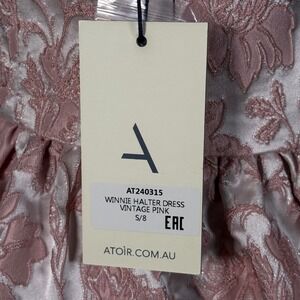 AT240315
WINNIE HALTER DRESS
VINTAGE PINK
S/8
EAC
ATOIR.COM.AU